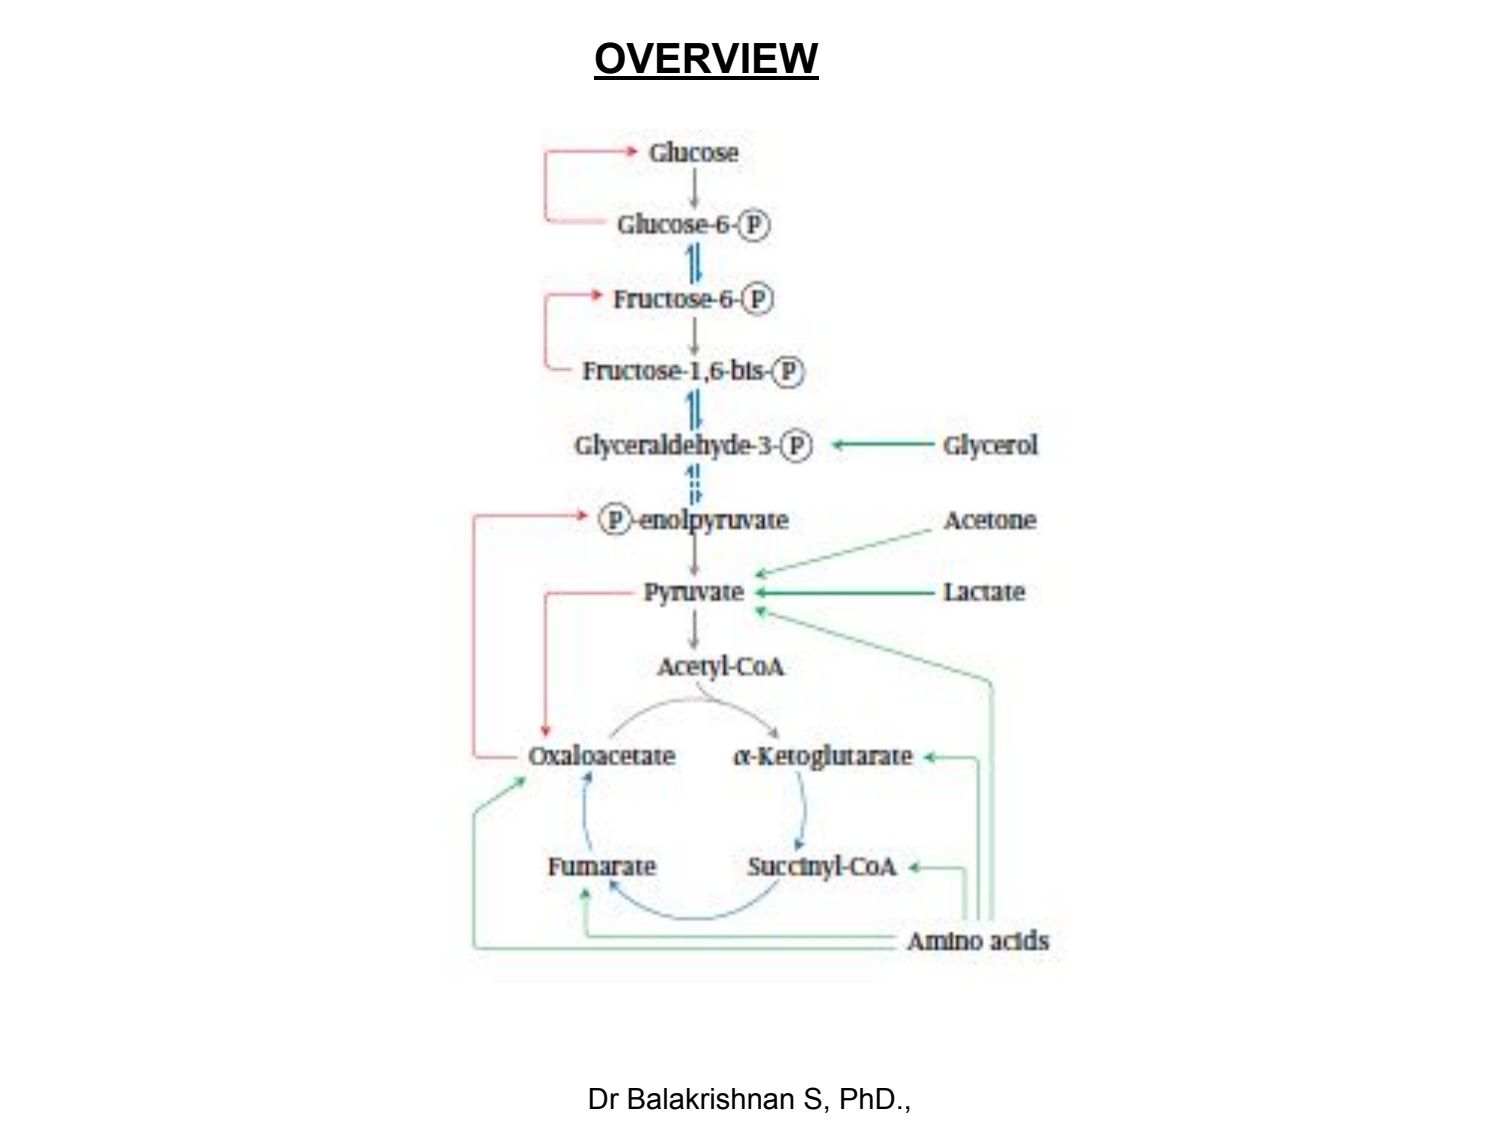 OVERVIEW
Glucose
Glucose-6-P
Fructose-6-P
Fructose-1,6-bis-P
Glyceraldehyde-3-P Glycerol
P-enolpyruvate Acetone
Pyruvate Lactate
Acetyl-CoA
Oxaloacetate α-Ketoglutarate
Fumarate Succinyl-CoA
Amino acids
Dr Balakrishnan S, PhD.,